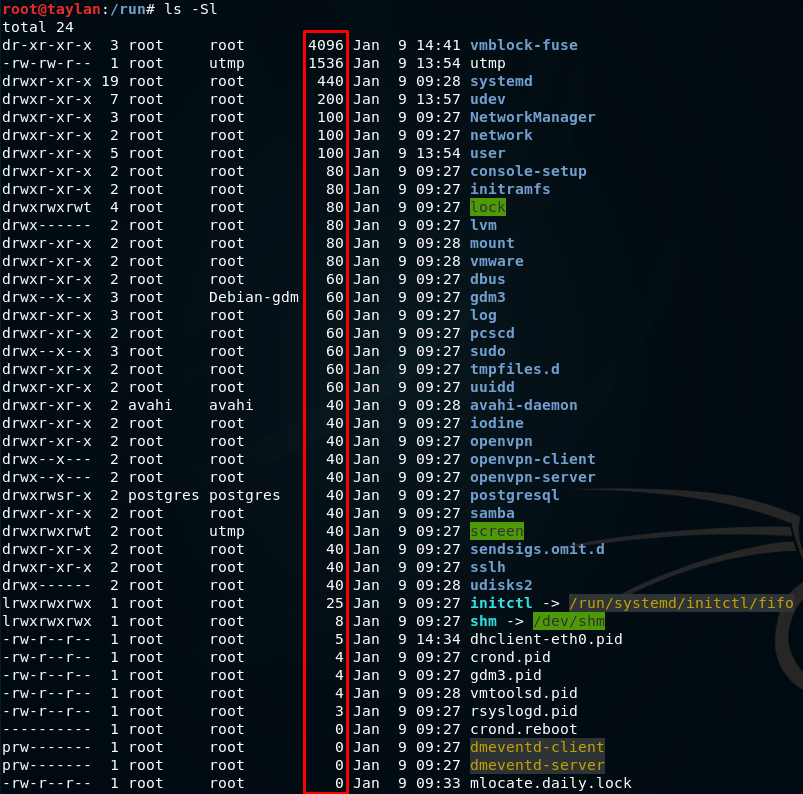 root@taylan:/run# ls -Sl
total 24
dr-xr-xr-x  3 root     root       4096 Jan  9 14:41 vmblock-fuse
-rw-rw-r--  1 root     utmp       1536 Jan  9 13:54 utmp
drwxr-xr-x 19 root     root        440 Jan  9 09:28 systemd
drwxr-xr-x  7 root     root        200 Jan  9 13:57 udev
drwxr-xr-x  3 root     root        100 Jan  9 09:27 NetworkManager
drwxr-xr-x  2 root     root        100 Jan  9 09:27 network
drwxr-xr-x  5 root     root        100 Jan  9 13:54 user
drwxr-xr-x  2 root     root         80 Jan  9 09:27 console-setup
drwxr-xr-x  2 root     root         80 Jan  9 09:27 initramfs
drwxrwxrwt  4 root     root         80 Jan  9 09:27 lock
drwx------  2 root     root         80 Jan  9 09:27 lvm
drwxr-xr-x  2 root     root         80 Jan  9 09:28 mount
drwxr-xr-x  2 root     root         80 Jan  9 09:28 vmware
drwxr-xr-x  2 root     root         60 Jan  9 09:27 dbus
drwx--x--x  3 root     Debian-gdm   60 Jan  9 09:27 gdm3
drwxr-xr-x  3 root     root         60 Jan  9 09:27 log
drwxr-xr-x  2 root     root         60 Jan  9 09:27 pcscd
drwx--x--x  3 root     root         60 Jan  9 09:27 sudo
drwxr-xr-x  2 root     root         60 Jan  9 09:27 tmpfiles.d
drwxr-xr-x  2 root     root         60 Jan  9 09:27 uuidd
drwxr-xr-x  2 avahi    avahi        40 Jan  9 09:28 avahi-daemon
drwxr-xr-x  2 root     root         40 Jan  9 09:27 iodine
drwxr-xr-x  2 root     root         40 Jan  9 09:27 openvpn
drwx--x---  2 root     root         40 Jan  9 09:27 openvpn-client
drwx--x---  2 root     root         40 Jan  9 09:27 openvpn-server
drwxrwsr-x  2 postgres postgres     40 Jan  9 09:27 postgresql
drwxr-xr-x  2 root     root         40 Jan  9 09:27 samba
drwxrwxrwt  2 root     utmp         40 Jan  9 09:27 screen
drwxr-xr-x  2 root     root         40 Jan  9 09:27 sendsigs.omit.d
drwxr-xr-x  2 root     root         40 Jan  9 09:27 sslh
drwx------  2 root     root         40 Jan  9 09:28 udisks2
lrwxrwxrwx  1 root     root         25 Jan  9 09:27 initctl -> /run/systemd/initctl/fifo
lrwxrwxrwx  1 root     root          8 Jan  9 09:27 shm -> /dev/shm
-rw-r--r--  1 root     root          5 Jan  9 14:34 dhclient-eth0.pid
-rw-r--r--  1 root     root          4 Jan  9 09:27 crond.pid
-rw-r--r--  1 root     root          4 Jan  9 09:27 gdm3.pid
-rw-r--r--  1 root     root          4 Jan  9 09:28 vmtoolsd.pid
-rw-r--r--  1 root     root          3 Jan  9 09:27 rsyslogd.pid
----------  1 root     root          0 Jan  9 09:27 crond.reboot
prw-------  1 root     root          0 Jan  9 09:27 dmeventd-client
prw-------  1 root     root          0 Jan  9 09:27 dmeventd-server
-rw-r--r--  1 root     root          0 Jan  9 09:33 mlocate.daily.lock